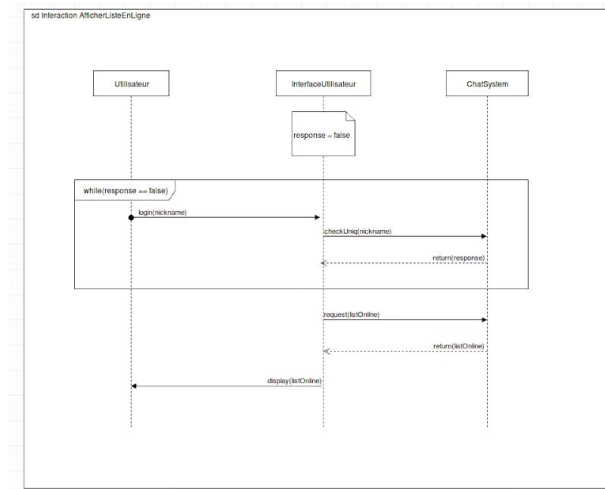 sd Interaction AfficherListeEnLigne
Utilisateur
InterfaceUtilisateur
ChatSystem
response = false
while(response == false)
login(nickname)
checkUniq(nickname)
return(response)
request(listOnline)
return(listOnline)
display(listOnline)